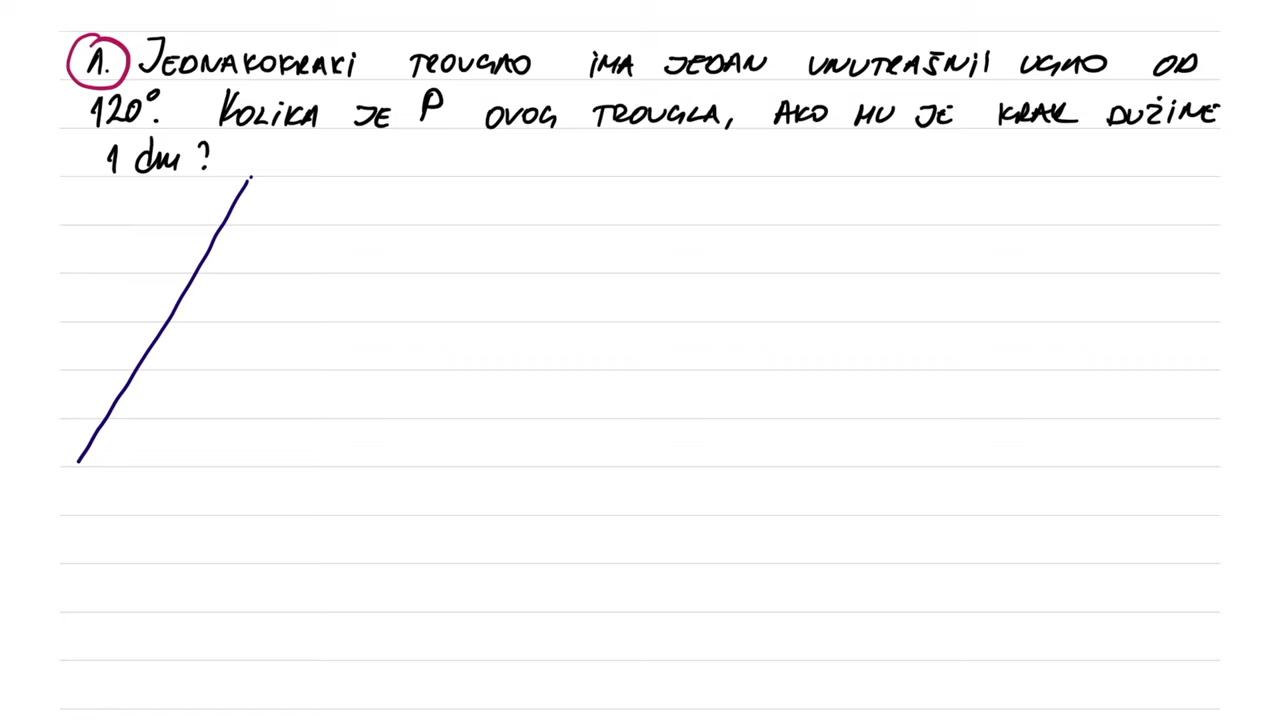 1. JEDNAKOKRAKI TROUGAO IMA JEDAN UNUTRAŠNJI UGAO OD
120°. KOLIKA JE P OVOG TROUGLA, AKO MU JE KRAK DUŽINE
1 dm ?